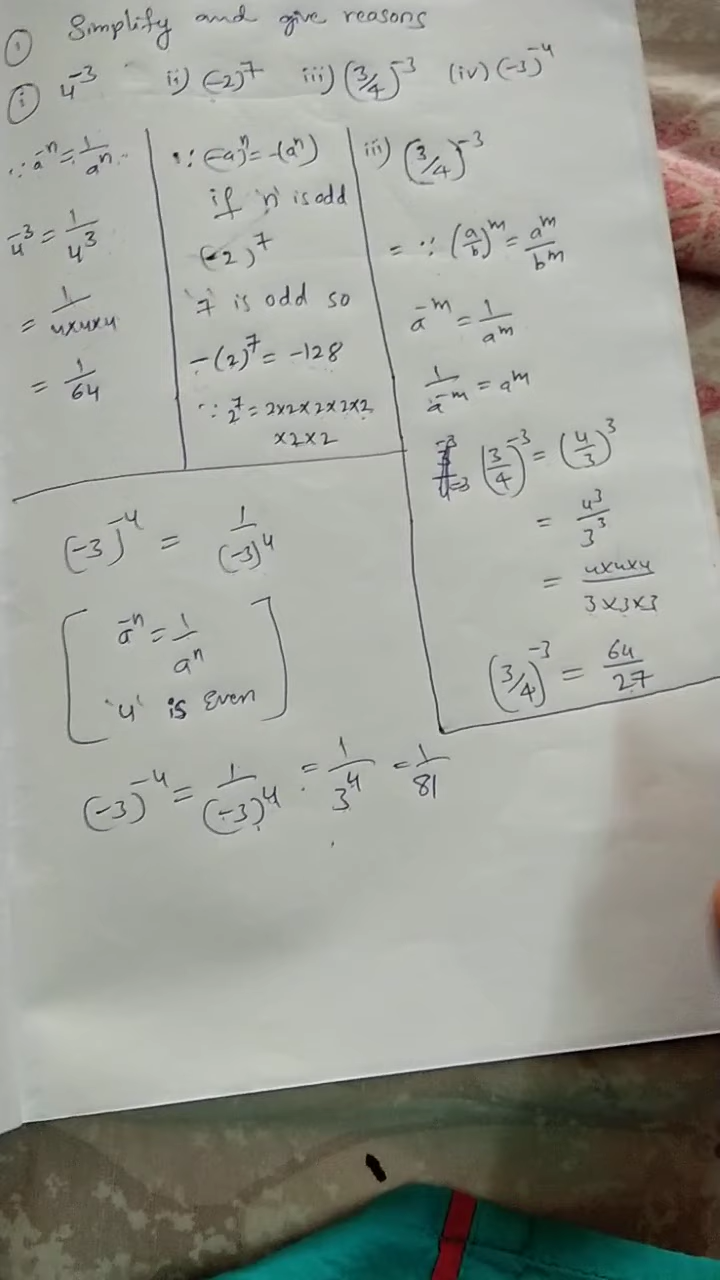 ① Simplify and give reasons
ⓘ 4⁻³ ii) (-2)⁷ iii) (3/4)⁻³ (iv) (-3)⁻⁴
∵ a⁻ⁿ = 1/aⁿ
4⁻³ = 1/4³
= 1/4×4×4
= 1/64
∵ (-a)ⁿ = -(aⁿ)
if 'n' is odd
(-2)⁷
'7' is odd so
-(2)⁷ = -128
∵ 2⁷ = 2×2×2×2×2
×2×2
iii) (3/4)⁻³
= ∵ (a/b)ᵐ = aᵐ/bᵐ
a⁻ᵐ = 1/aᵐ
1/a⁻ᵐ = aᵐ
(3/4)⁻³ = (4/3)³
= 4³/3³
= 4×4×4/3×3×3
(3/4)⁻³ = 64/27
(-3)⁻⁴ = 1/(-3)⁴
[a⁻ⁿ = 1/aⁿ
'4' is Even]
(-3)⁻⁴ = 1/(-3)⁴ = 1/3⁴ = 1/81